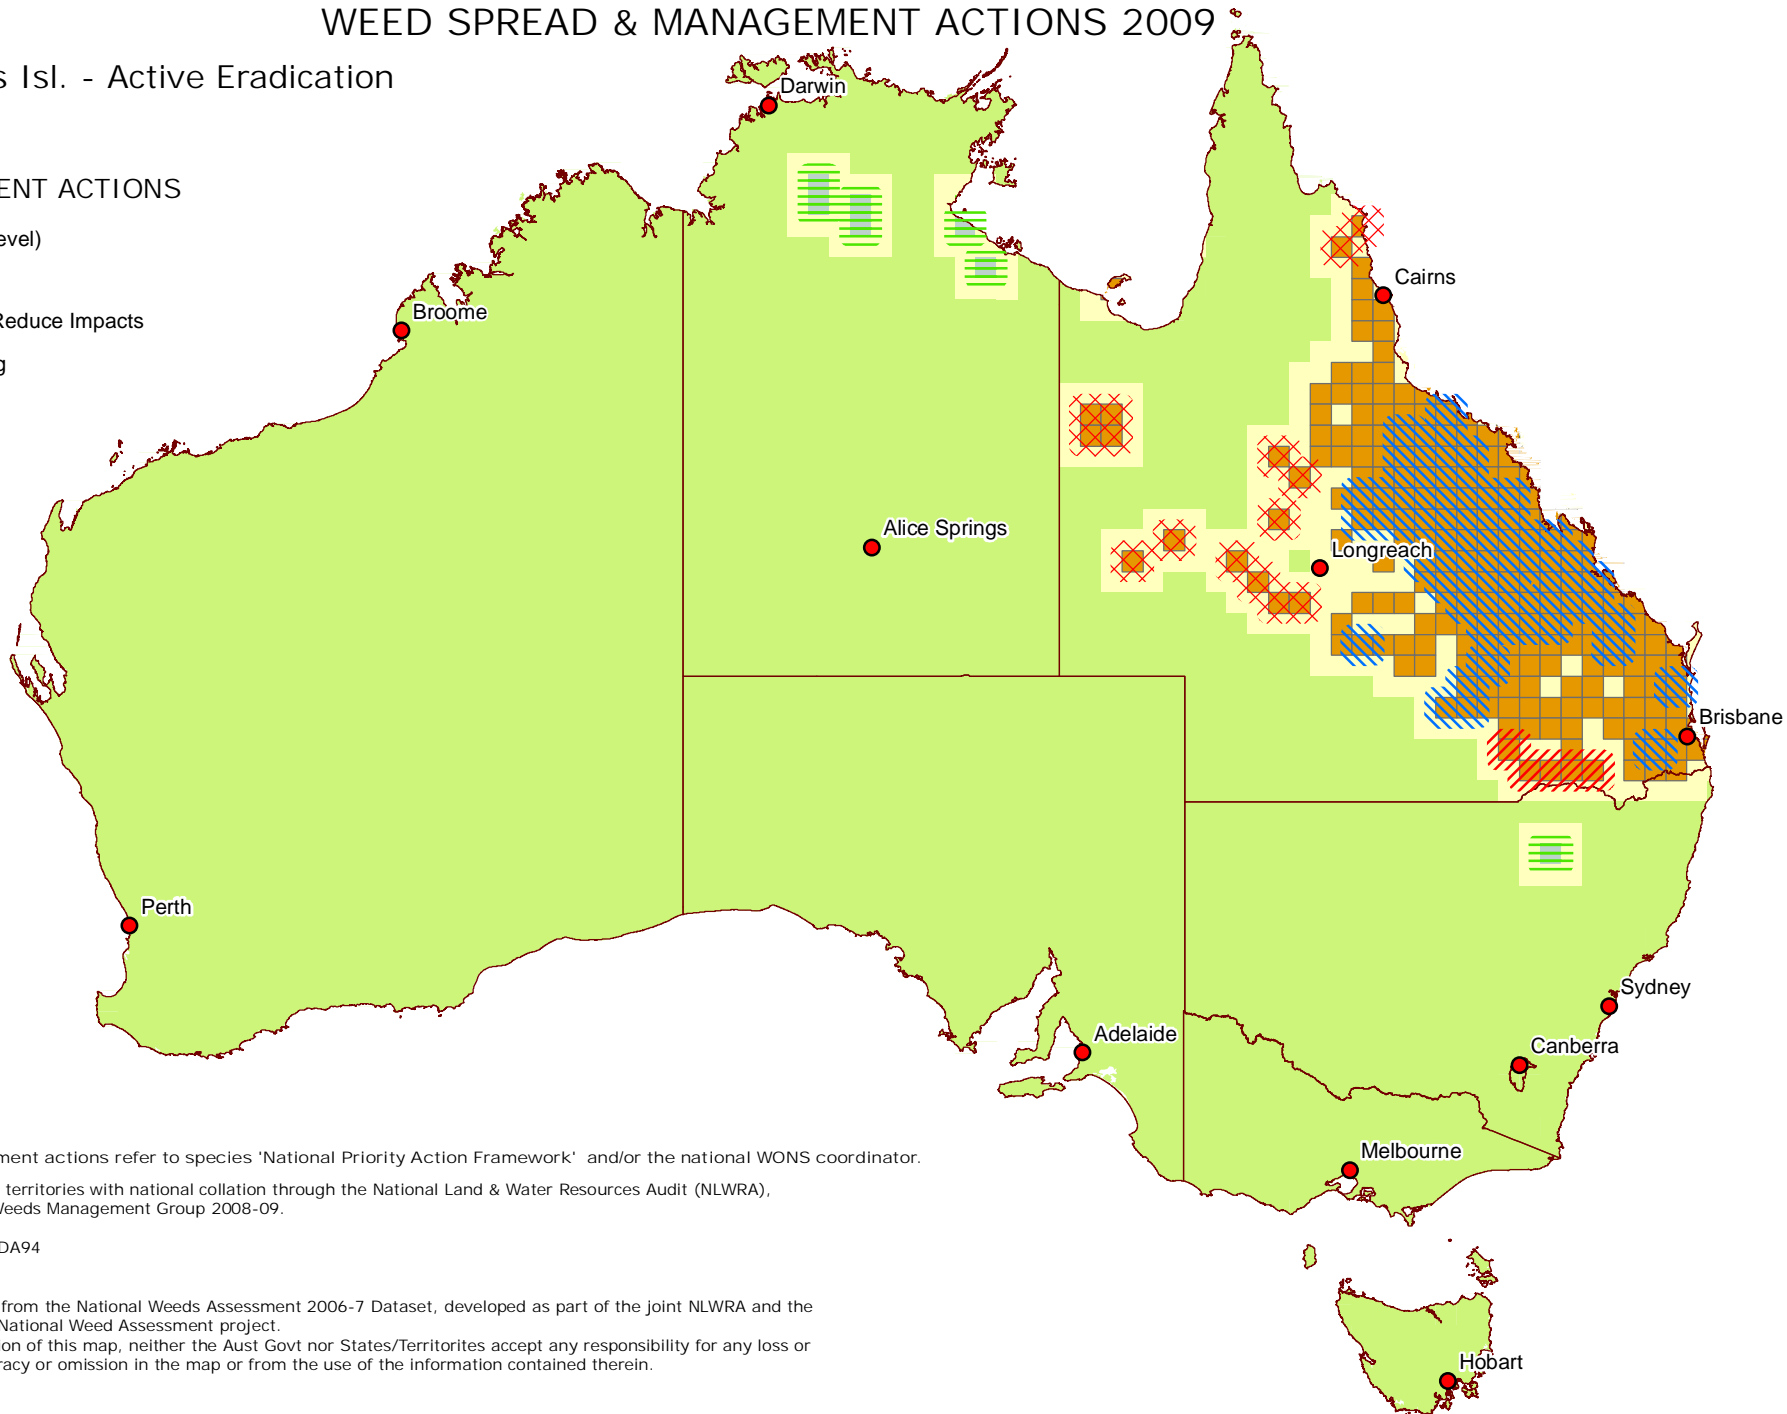 WEED SPREAD & MANAGEMENT ACTIONS 2009
s Isl. - Active Eradication
ENT ACTIONS
evel)
Reduce Impacts
g
Darwin
Cairns
Broome
Alice Springs
Longreach
Brisbane
Perth
Sydney
Adelaide
Canberra
Melbourne
Hobart
ment actions refer to species 'National Priority Action Framework' and/or the national WONS coordinator.
territories with national collation through the National Land & Water Resources Audit (NLWRA),
Weeds Management Group 2008-09.
DA94
from the National Weeds Assessment 2006-7 Dataset, developed as part of the joint NLWRA and the
National Weed Assessment project.
ion of this map, neither the Aust Govt nor States/Territorites accept any responsibility for any loss or
racy or omission in the map or from the use of the information contained therein.